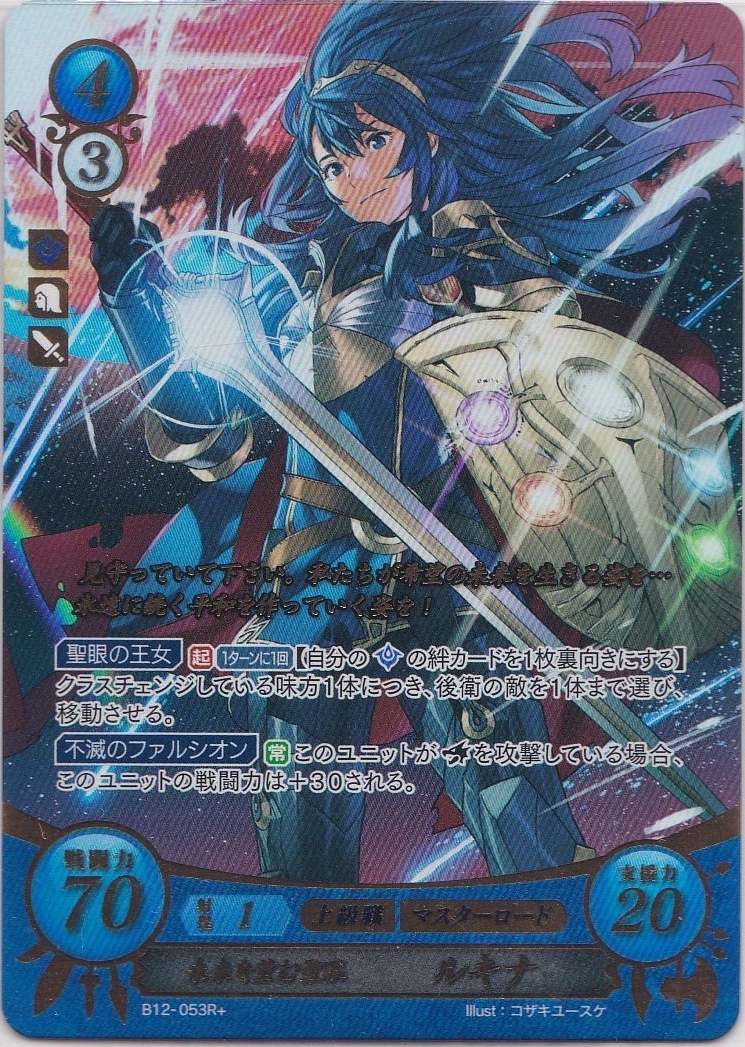 4
3
見守っていて下さい。私たちが希望の未来を生きる姿を…
永遠に続く平和を作っていく姿を！
聖眼の王女 起 1ターンに1回 【自分の の絆カードを1枚裏向きにする】
クラスチェンジしている味方1体につき、後衛の敵を1体まで選び、
移動させる。
不滅のファルシオン 常 このユニットが を攻撃している場合、
このユニットの戦闘力は＋30される。
戦闘力
70
射程 1
上級職 マスターロード
支援力
20
ルキナ
B12-053R+
Illust：コザキユースケ